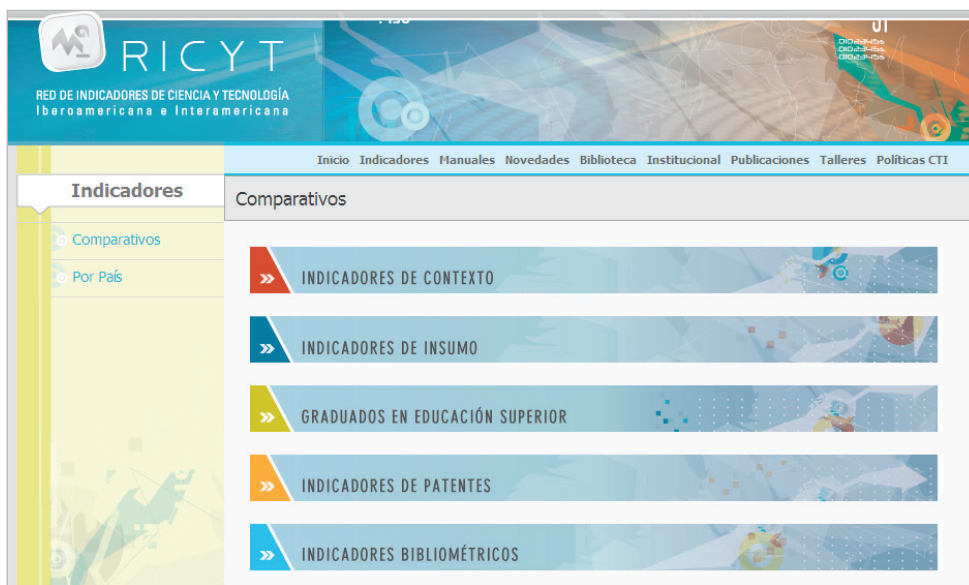 RICYT
RED DE INDICADORES DE CIENCIA Y TECNOLOGÍA
Iberoamericana e Interamericana
Inicio Indicadores Manuales Novedades Biblioteca Institucional Publicaciones Talleres Políticas CTI
Indicadores
Comparativos
Por País
Comparativos
INDICADORES DE CONTEXTO
INDICADORES DE INSUMO
GRADUADOS EN EDUCACIÓN SUPERIOR
INDICADORES DE PATENTES
INDICADORES BIBLIOMÉTRICOS